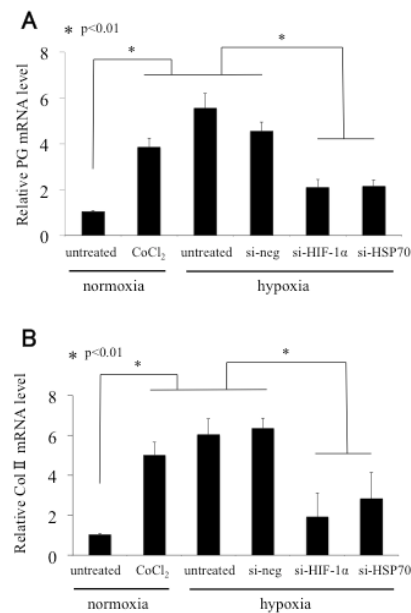 A
* p<0.01
*
*
Relative PG mRNA level
8
6
4
2
0
untreated CoCl2 untreated si-neg si-HIF-1α si-HSP70
normoxia hypoxia
B
* p<0.01
*
*
Relative Col Ⅱ mRNA level
8
6
4
2
0
untreated CoCl2 untreated si-neg si-HIF-1α si-HSP70
normoxia hypoxia